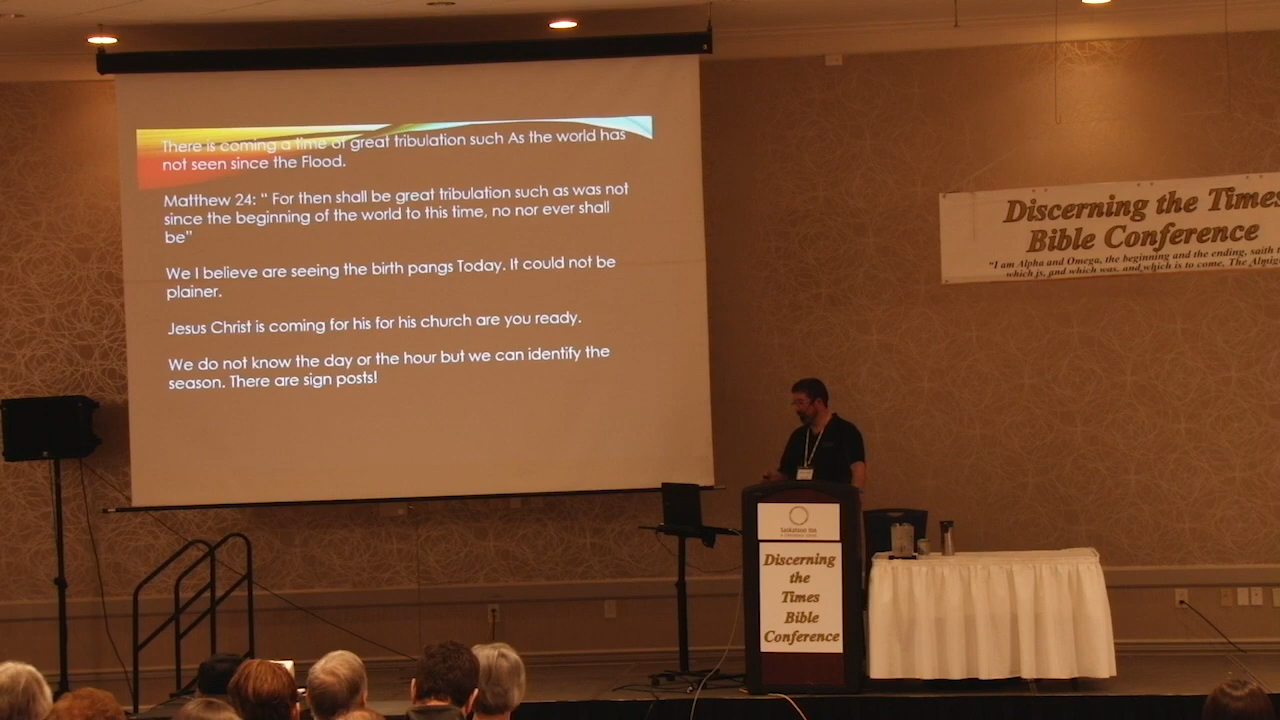 There is coming a time of great tribulation such As the world has
not seen since the Flood.
Matthew 24: “ For then shall be great tribulation such as was not
since the beginning of the world to this time, no nor ever shall
be”
We I believe are seeing the birth pangs Today. It could not be
plainer.
Jesus Christ is coming for his for his church are you ready.
We do not know the day or the hour but we can identify the
season. There are sign posts!
Discerning the Times
Bible Conference
“I am Alpha and Omega, the beginning and the ending, saith
which is, and which was, and which is to come, The
Saskatoon Inn
Discerning
the
Times
Bible
Conference